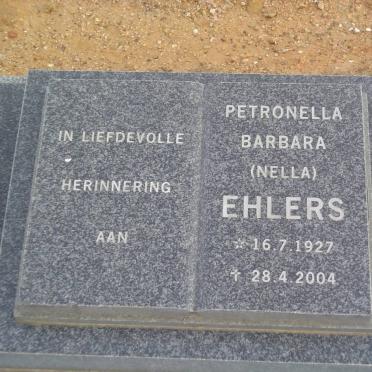 IN LIEFDEVOLLE
HERINNERING
AAN
PETRONELLA
BARBARA
(NELLA)
EHLERS
☆ 16.7.1927
✝ 28.4.2004